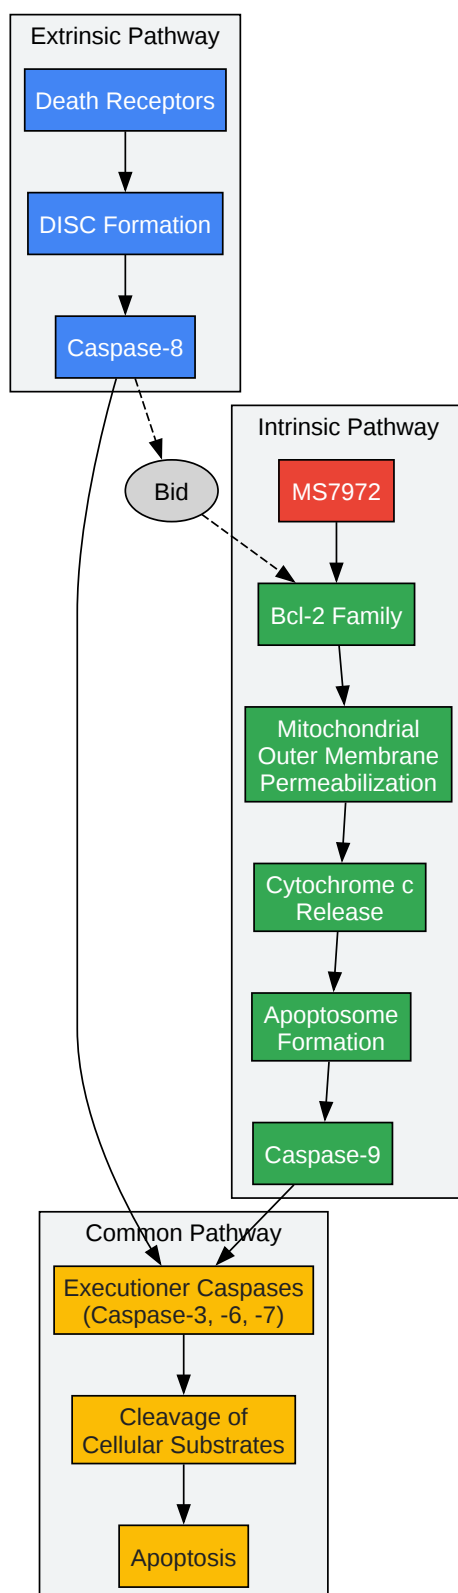 Extrinsic Pathway
Death Receptors
DISC Formation
Caspase-8
Bid
Intrinsic Pathway
MS7972
Bcl-2 Family
Mitochondrial
Outer Membrane
Permeabilization
Cytochrome c
Release
Apoptosome
Formation
Caspase-9
Common Pathway
Executioner Caspases
(Caspase-3, -6, -7)
Cleavage of
Cellular Substrates
Apoptosis